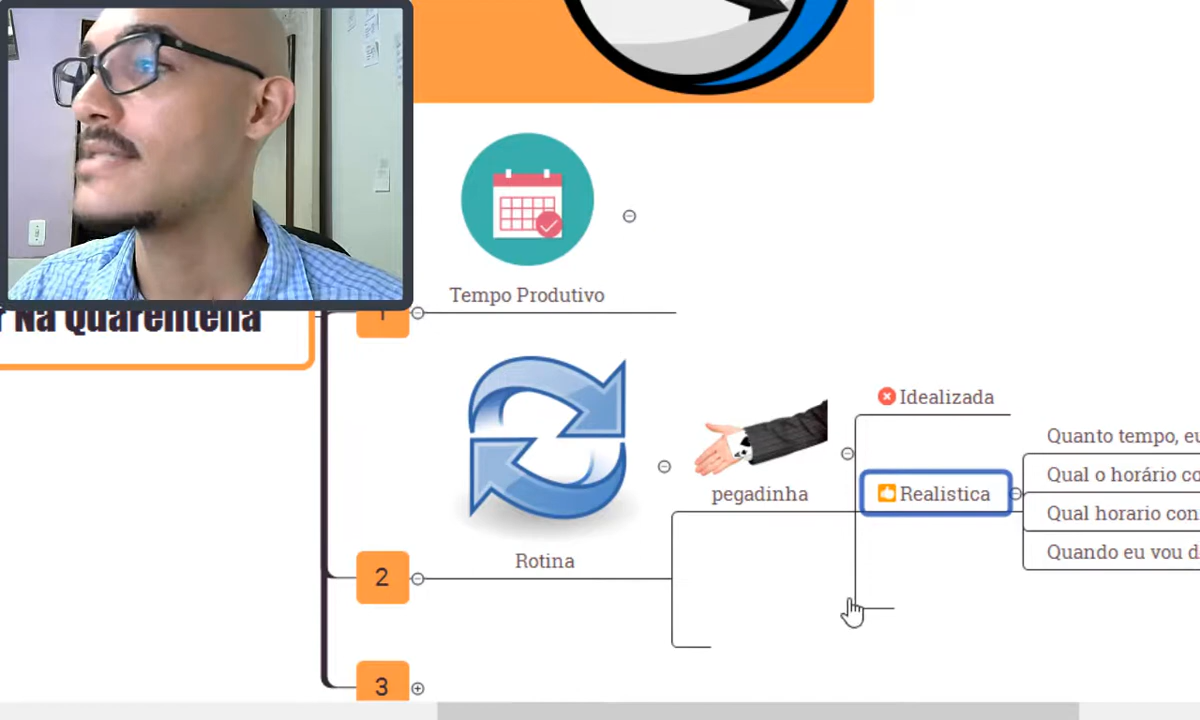 Tempo Produtivo
Na Quarentena
1
Idealizada
Quanto tempo, eu
Qual o horário co
Realistica
pegadinha
Qual horario con
Quando eu vou d
Rotina
2
3